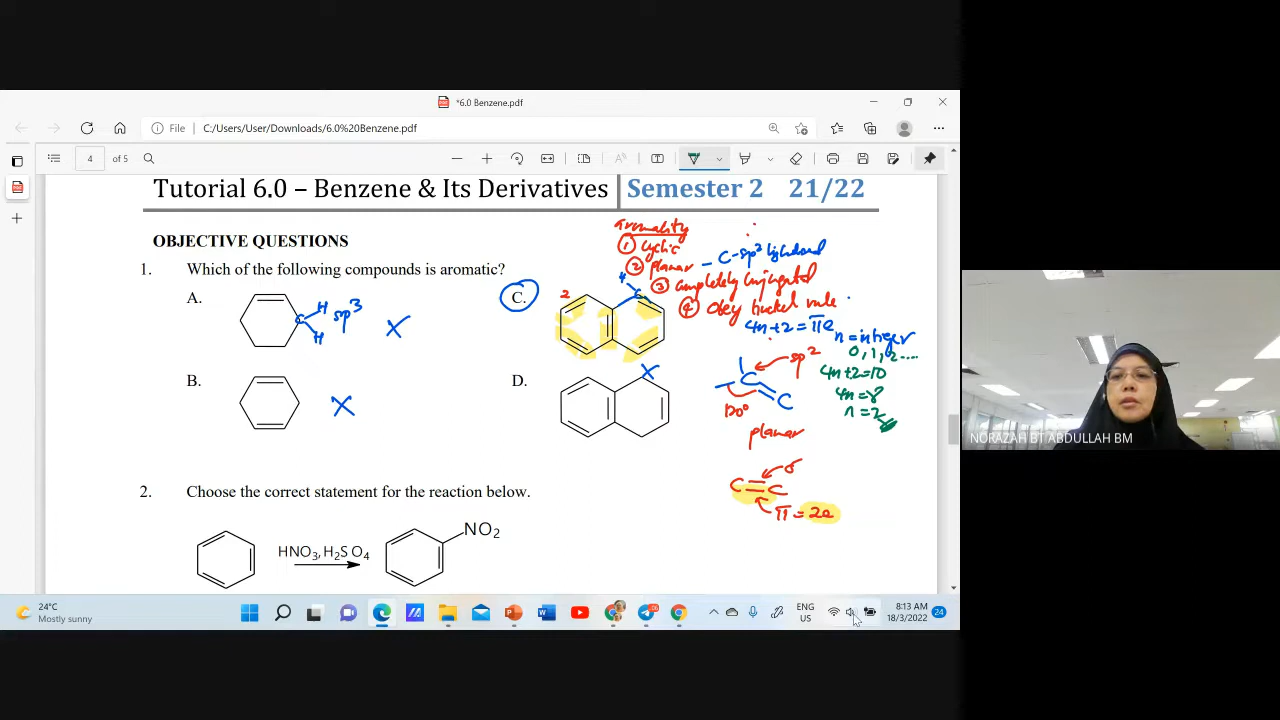 *6.0 Benzene.pdf
File C:/Users/User/Downloads/6.0%20Benzene.pdf
4 of 5
Tutorial 6.0 – Benzene & Its Derivatives Semester 2 21/22
OBJECTIVE QUESTIONS
1. Which of the following compounds is aromatic?
A.
H
C
H
sp³
X
B.
X
C.
2
4
C
D.
X
① cyclic
② planar – C-sp²
③ completely conjugated
④ Obey huckel rule
4n+2 = πe
n = integer
0, 1, 2 ....
4n+2=10
4n=8
n=2
sp²
C
C
120°
planar
σ
C=C
π = 2e
2. Choose the correct statement for the reaction below.
HNO3, H2SO4
NO2
NORAZAH BT ABDULLAH BM
24°C
Mostly sunny
ENG
US
8:13 AM
18/3/2022
24